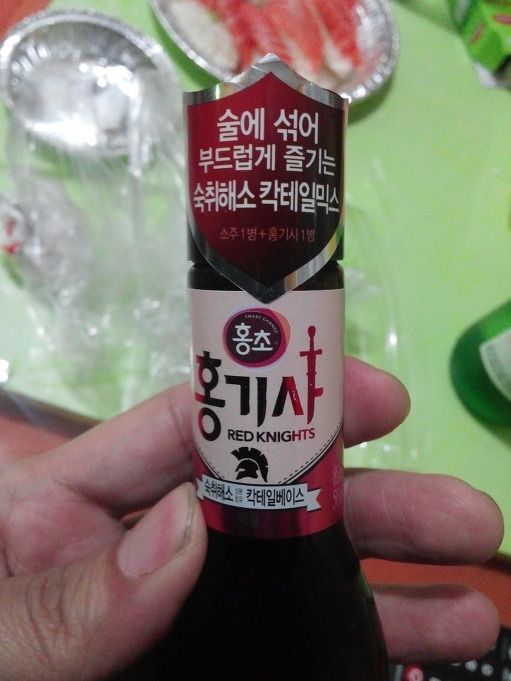 술에 섞어
부드럽게 즐기는
숙취해소 칵테일믹스
소주 1병 + 홍기사 1병
SMART CHANGE
홍초
홍기사
RED KNIGHTS
숙취해소 칵테일베이스